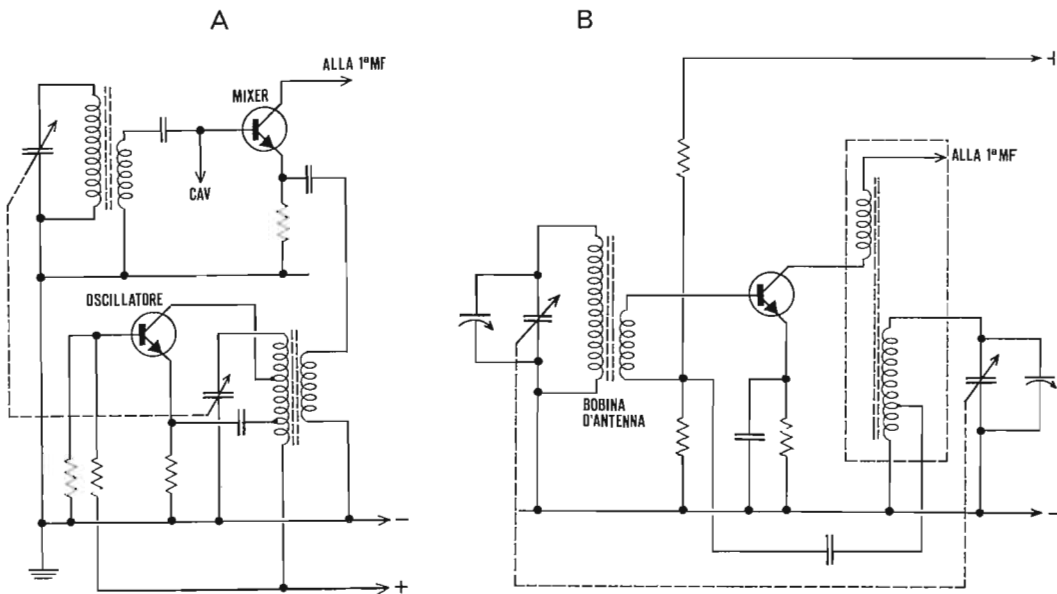 A
B
ALLA 1ª MF
MIXER
CAV
OSCILLATORE
−
+
+
ALLA 1ª MF
BOBINA
D'ANTENNA
−